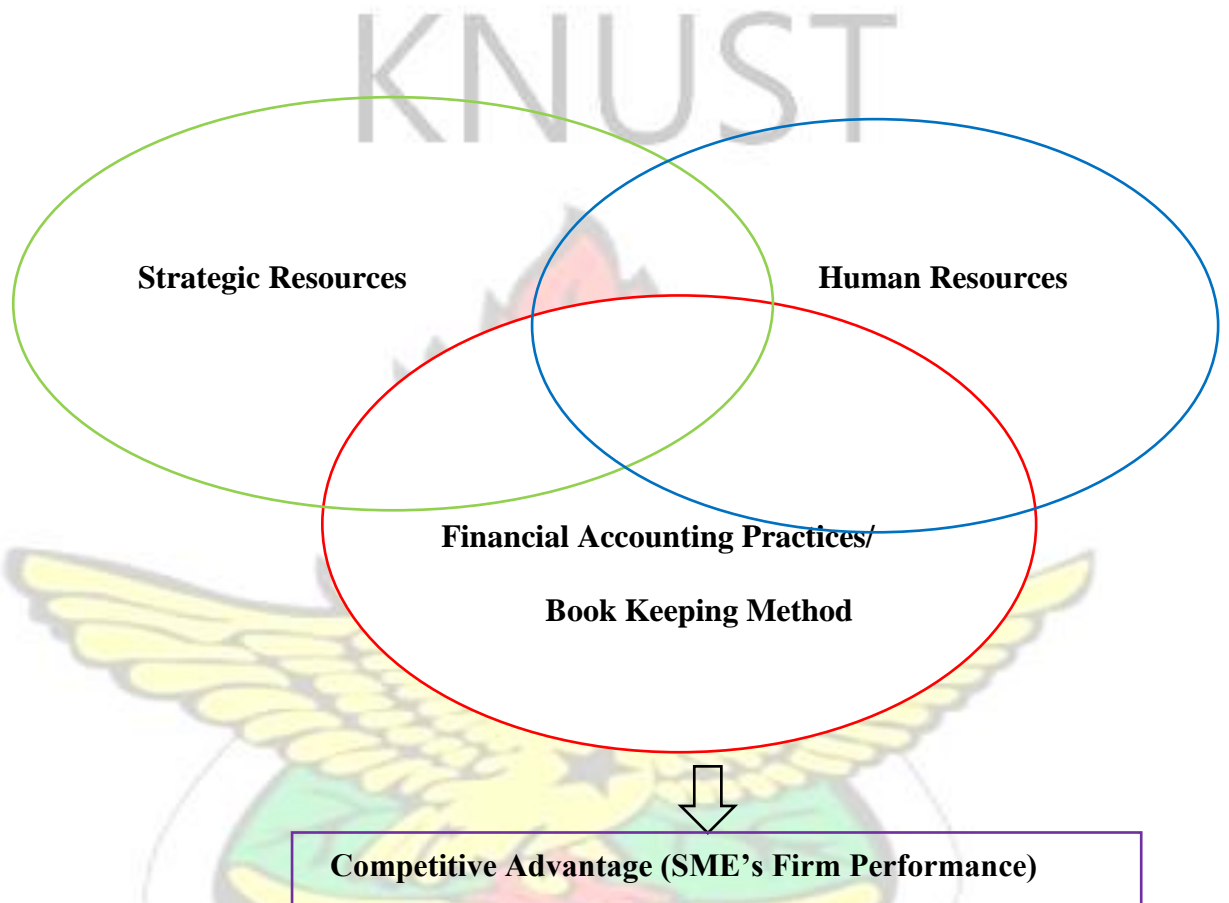 KNUST
Strategic Resources
Human Resources
Financial Accounting Practices/
Book Keeping Method
Competitive Advantage (SME’s Firm Performance)